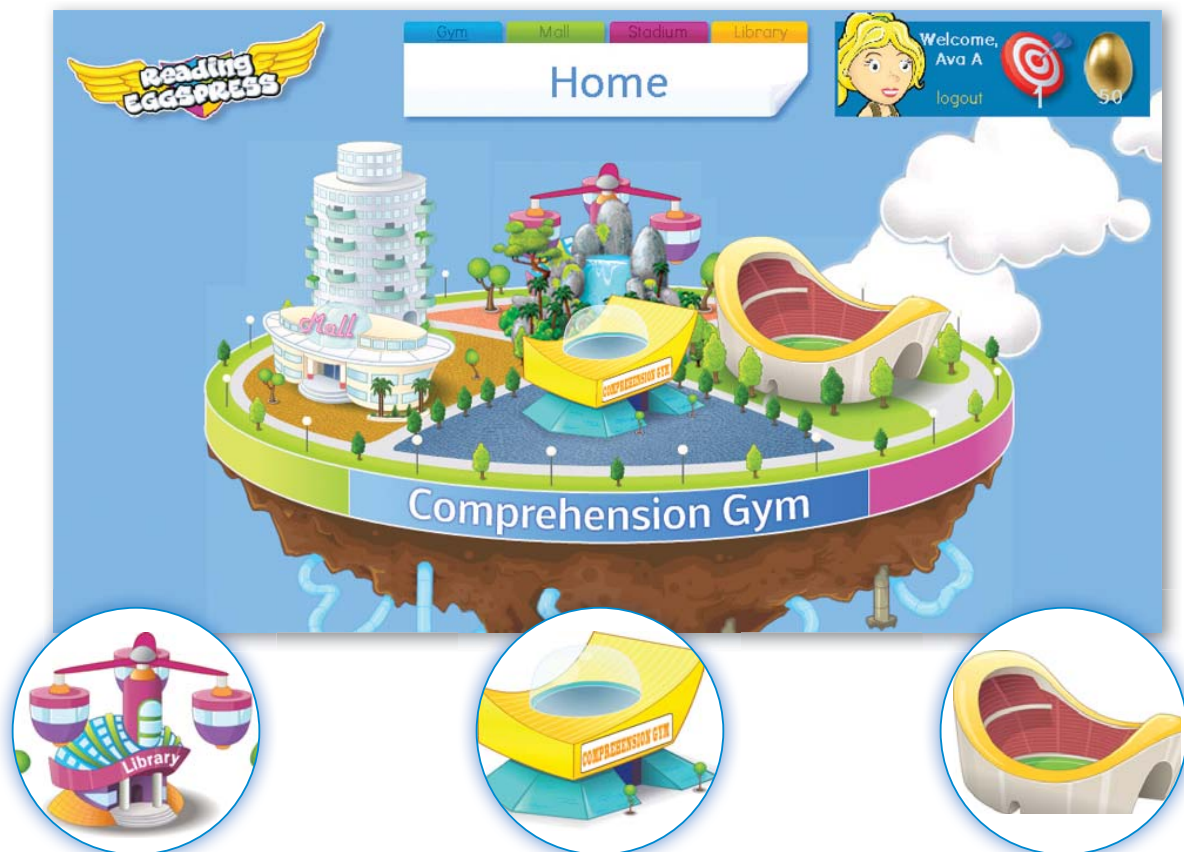 Reading
EGGSPRESS
Gym
Mall
Stadium
Library
Home
Welcome,
Ava A
logout
1
50
Mall
COMPREHENSION GYM
Comprehension Gym
Library
COMPREHENSION GYM